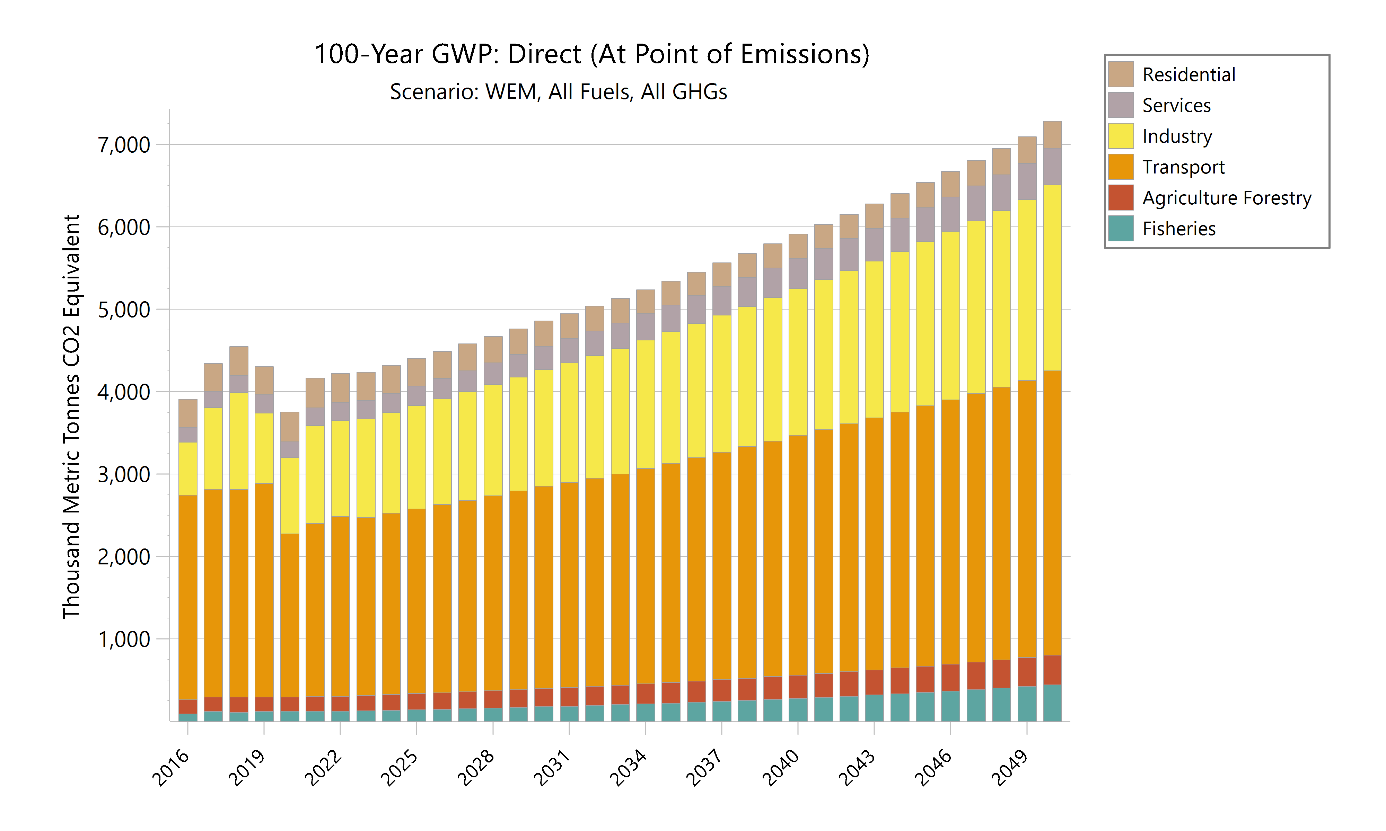 100-Year GWP: Direct (At Point of Emissions)
Scenario: WEM, All Fuels, All GHGs
Thousand Metric Tonnes CO2 Equivalent
7,000
6,000
5,000
4,000
3,000
2,000
1,000
2016
2019
2022
2025
2028
2031
2034
2037
2040
2043
2046
2049
Residential
Services
Industry
Transport
Agriculture Forestry
Fisheries